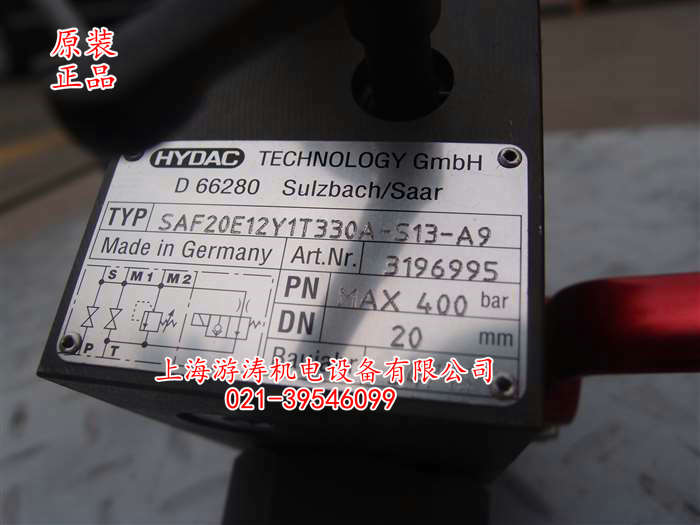 原装
正品
HYDAC TECHNOLOGY GmbH
D 66280 Sulzbach/Saar
TYP SAF20E12Y1T330A-S13-A9
Made in Germany Art.Nr. 3196995
S M1 M2
PN MAX 400 bar
DN 20 mm
P T
Baujahr
上海游涛机电设备有限公司
021-39546099